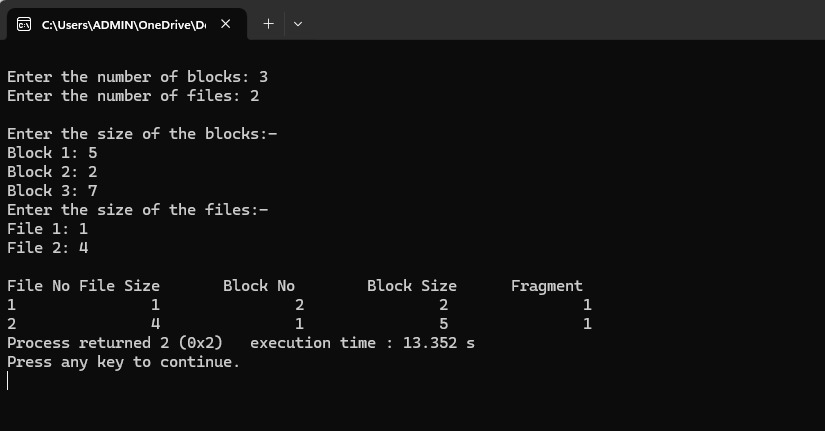 C:\Users\ADMIN\OneDrive\De
Enter the number of blocks: 3
Enter the number of files: 2
Enter the size of the blocks:-
Block 1: 5
Block 2: 2
Block 3: 7
Enter the size of the files:-
File 1: 1
File 2: 4
File No File Size Block No Block Size Fragment
1 1 2 2 1
2 4 1 5 1
Process returned 2 (0x2) execution time : 13.352 s
Press any key to continue.